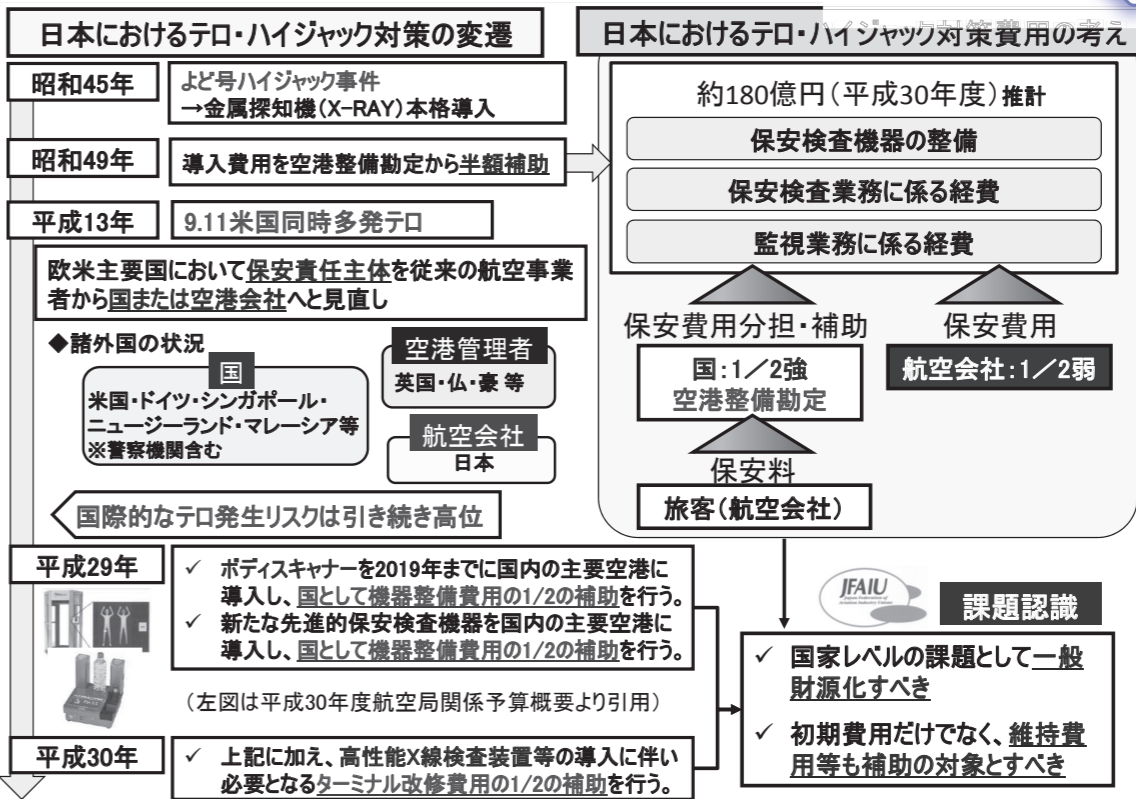 日本におけるテロ・ハイジャック対策の変遷
昭和45年
よど号ハイジャック事件
→金属探知機(X-RAY)本格導入
昭和49年
導入費用を空港整備勘定から半額補助
平成13年
9.11米国同時多発テロ
欧米主要国において保安責任主体を従来の航空事業
者から国または空港会社へと見直し
◆諸外国の状況
国
米国・ドイツ・シンガポール・
ニュージーランド・マレーシア等
※警察機関含む
空港管理者
英国・仏・豪 等
航空会社
日本
国際的なテロ発生リスクは引き続き高位
平成29年
✓ ボディスキャナーを2019年までに国内の主要空港に
導入し、国として機器整備費用の1/2の補助を行う。
✓ 新たな先進的保安検査機器を国内の主要空港に
導入し、国として機器整備費用の1/2の補助を行う。
(左図は平成30年度航空局関係予算概要より引用)
平成30年
✓ 上記に加え、高性能X線検査装置等の導入に伴い
必要となるターミナル改修費用の1/2の補助を行う。
日本におけるテロ・ハイジャック対策費用の考え
約180億円(平成30年度)推計
保安検査機器の整備
保安検査業務に係る経費
監視業務に係る経費
保安費用分担・補助
国:1/2強
空港整備勘定
保安料
旅客(航空会社)
保安費用
航空会社:1/2弱
JFAIU
Japan Federation of
Aviation Industry Unions
課題認識
✓ 国家レベルの課題として一般
財源化すべき
✓ 初期費用だけでなく、維持費
用等も補助の対象とすべき